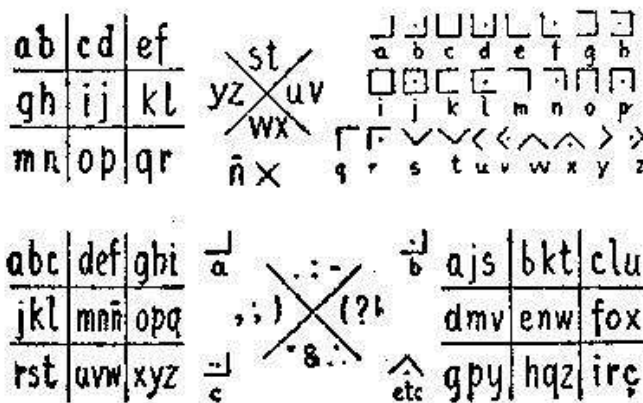 ab cd ef
gh ij kl
mn op qr
st
yz uv
wx
ñ
a b c d e f g h
i j k l m n o p
q r s t u v w x y z
abc def ghi
jkl mnñ opq
rst uvw xyz
a
c
. : -
, ; )
&
b
etc
ajs bkt clu
dmv enw fox
gpy hqz irç